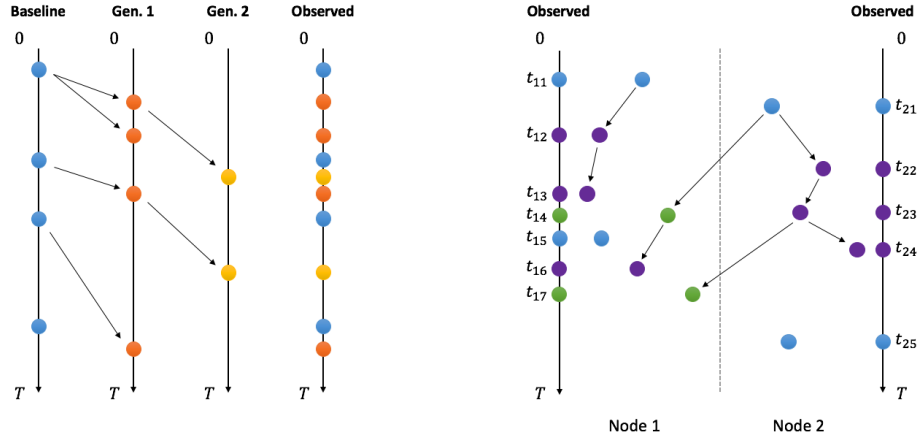 Baseline Gen. 1 Gen. 2 Observed Observed Observed
0 0 0 0 0 0
t11
t21
t12
t22
t13
t23
t14
t15
t24
t16
t17
t25
T T T T T T
Node 1 Node 2